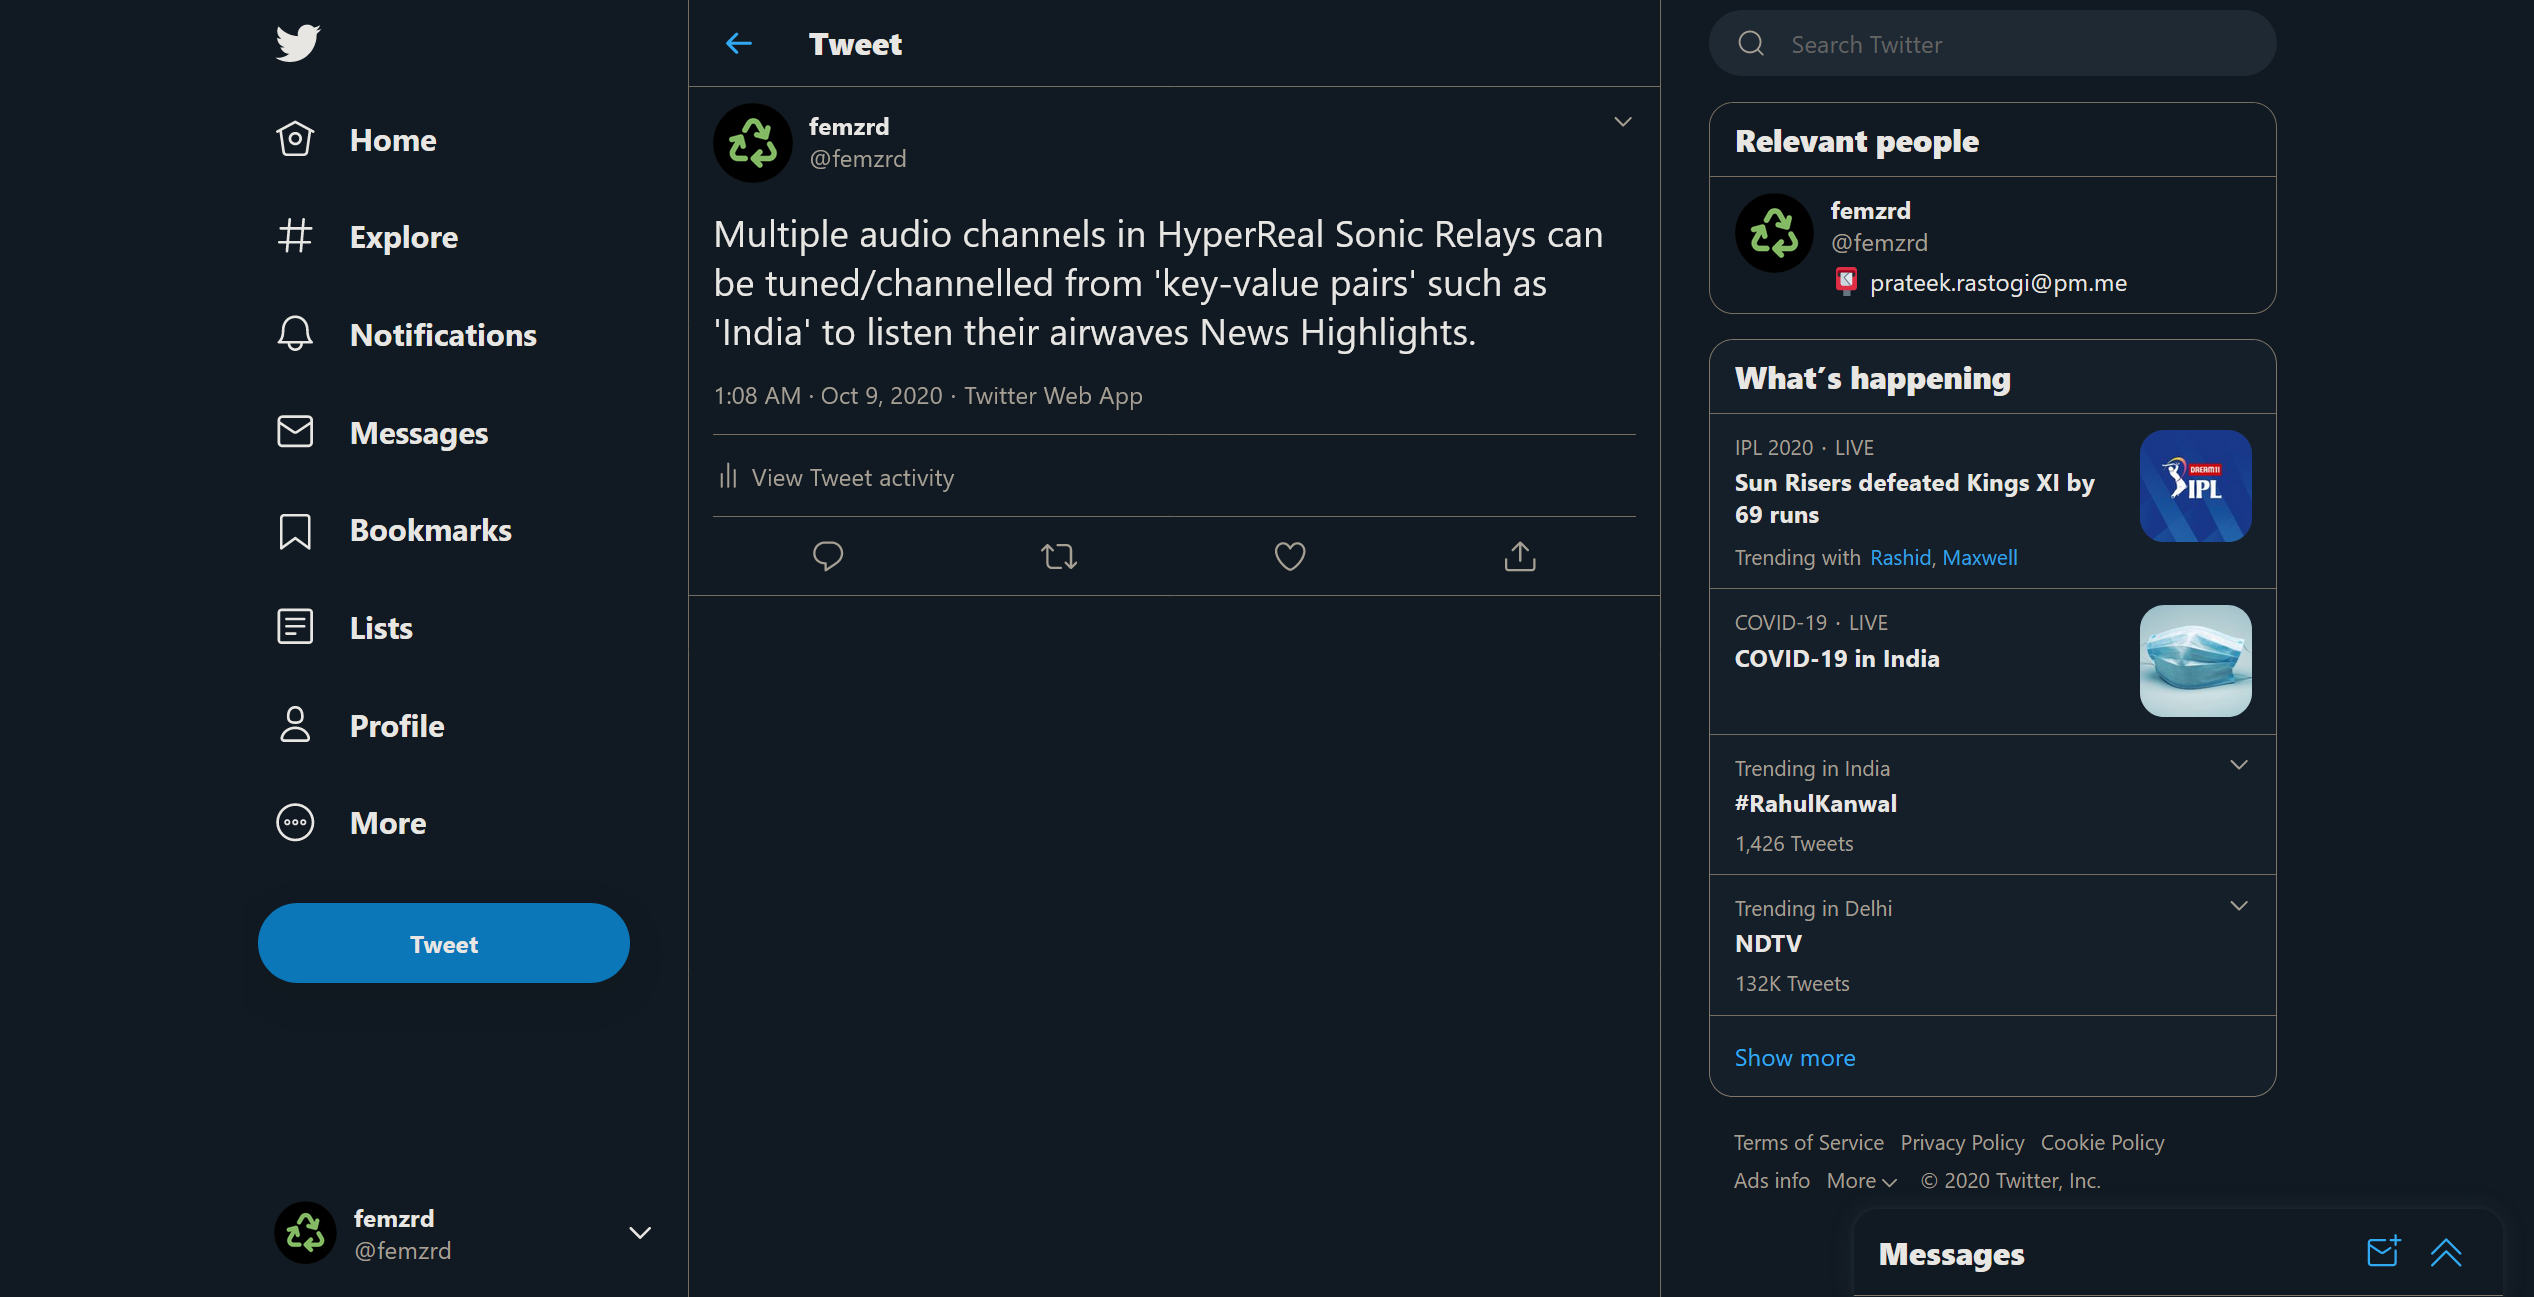 Home
Explore
Notifications
Messages
Bookmarks
Lists
Profile
More
Tweet
femzrd
@femzrd
Tweet
femzrd
@femzrd
Multiple audio channels in HyperReal Sonic Relays can
be tuned/channelled from 'key-value pairs' such as
'India' to listen their airwaves News Highlights.
1:08 AM · Oct 9, 2020 · Twitter Web App
View Tweet activity
Search Twitter
Relevant people
femzrd
@femzrd
prateek.rastogi@pm.me
What's happening
IPL 2020 · LIVE
Sun Risers defeated Kings XI by
69 runs
Trending with Rashid, Maxwell
DREAM11
IPL
COVID-19 · LIVE
COVID-19 in India
Trending in India
#RahulKanwal
1,426 Tweets
Trending in Delhi
NDTV
132K Tweets
Show more
Terms of Service Privacy Policy Cookie Policy
Ads info More © 2020 Twitter, Inc.
Messages